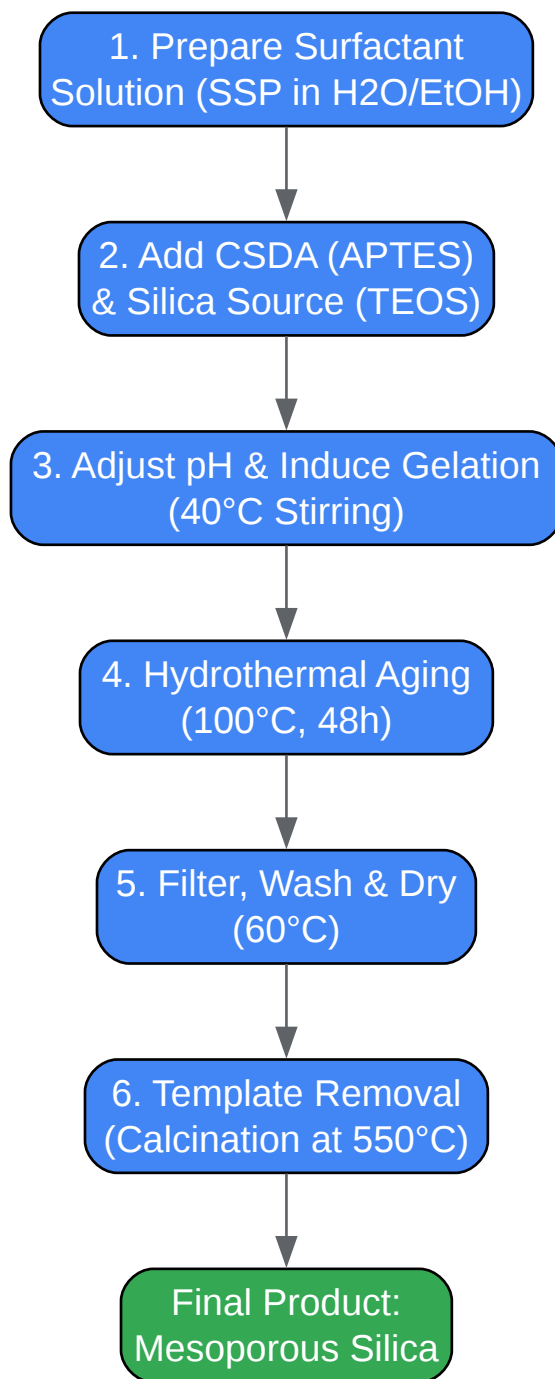 1. Prepare Surfactant
Solution (SSP in H2O/EtOH)
2. Add CSDA (APTES)
& Silica Source (TEOS)
3. Adjust pH & Induce Gelation
(40°C Stirring)
4. Hydrothermal Aging
(100°C, 48h)
5. Filter, Wash & Dry
(60°C)
6. Template Removal
(Calcination at 550°C)
Final Product:
Mesoporous Silica